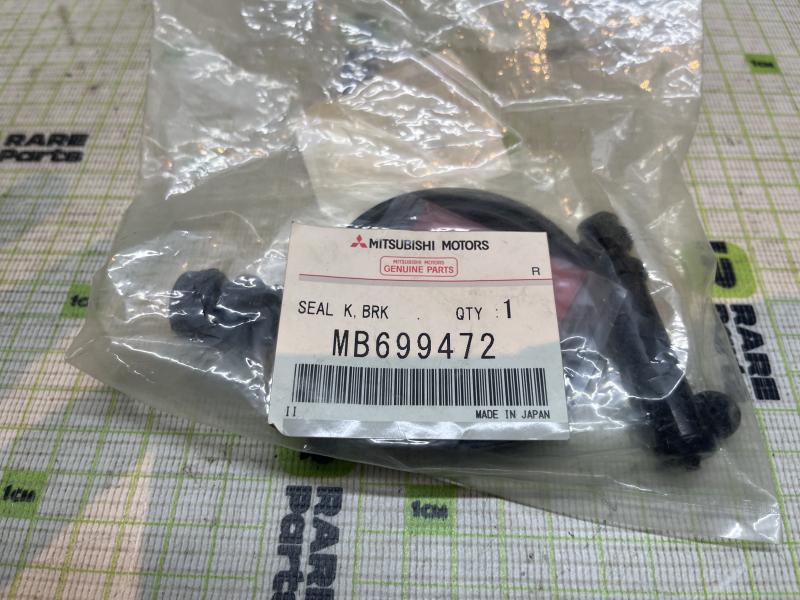 RARE
Parts
1CM
MITSUBISHI MOTORS
MITSUBISHI MOTORS
GENUINE PARTS
R
SEAL K, BRK . QTY : 1
MB699472
II MADE IN JAPAN
1CM
1CM
1CM
RARE
RARE
Parts